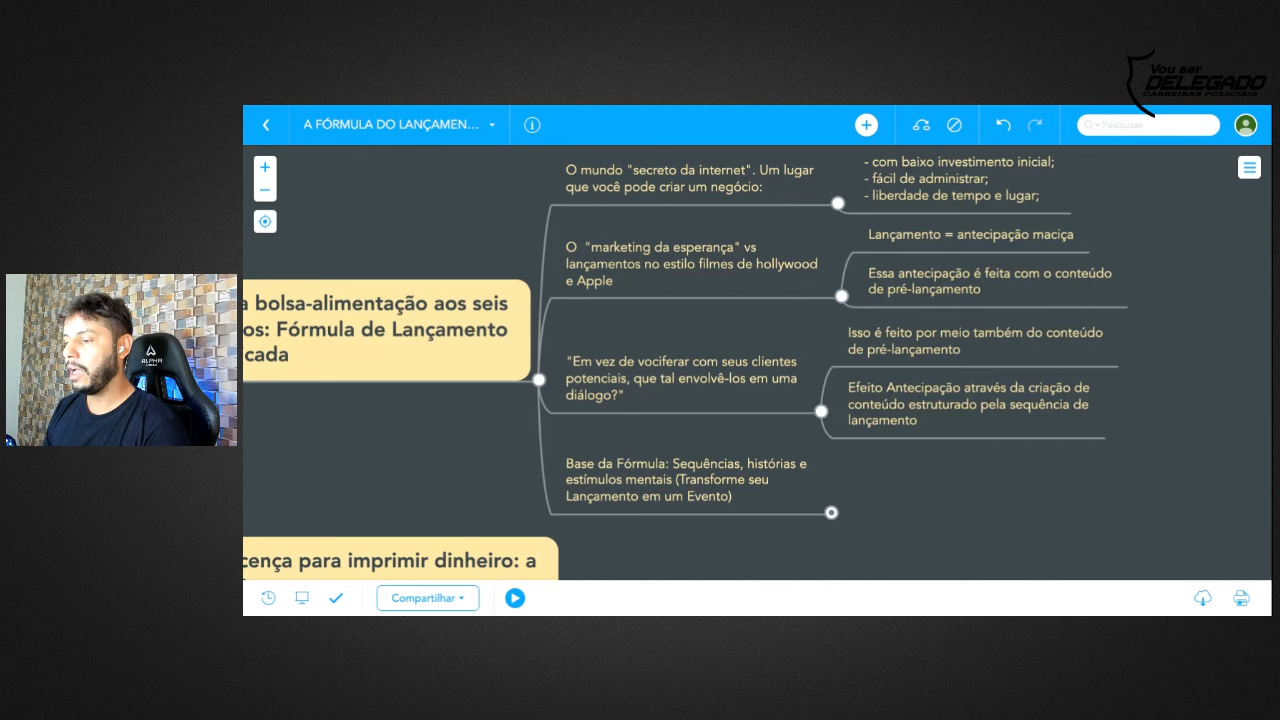 Vou ser
DELEGADO
CARREIRAS POLICIAIS
A FÓRMULA DO LANÇAMEN...
Pesquisar
O mundo "secreto da internet". Um lugar
que você pode criar um negócio:
- com baixo investimento inicial;
- fácil de administrar;
- liberdade de tempo e lugar;
O "marketing da esperança" vs
lançamentos no estilo filmes de hollywood
e Apple
Lançamento = antecipação maciça
Essa antecipação é feita com o conteúdo
de pré-lançamento
a bolsa-alimentação aos seis
os: Fórmula de Lançamento
cada
"Em vez de vociferar com seus clientes
potenciais, que tal envolvê-los em uma
diálogo?"
Isso é feito por meio também do conteúdo
de pré-lançamento
Efeito Antecipação através da criação de
conteúdo estruturado pela sequência de
lançamento
Base da Fórmula: Sequências, histórias e
estímulos mentais (Transforme seu
Lançamento em um Evento)
cença para imprimir dinheiro: a
Compartilhar
ALPHA